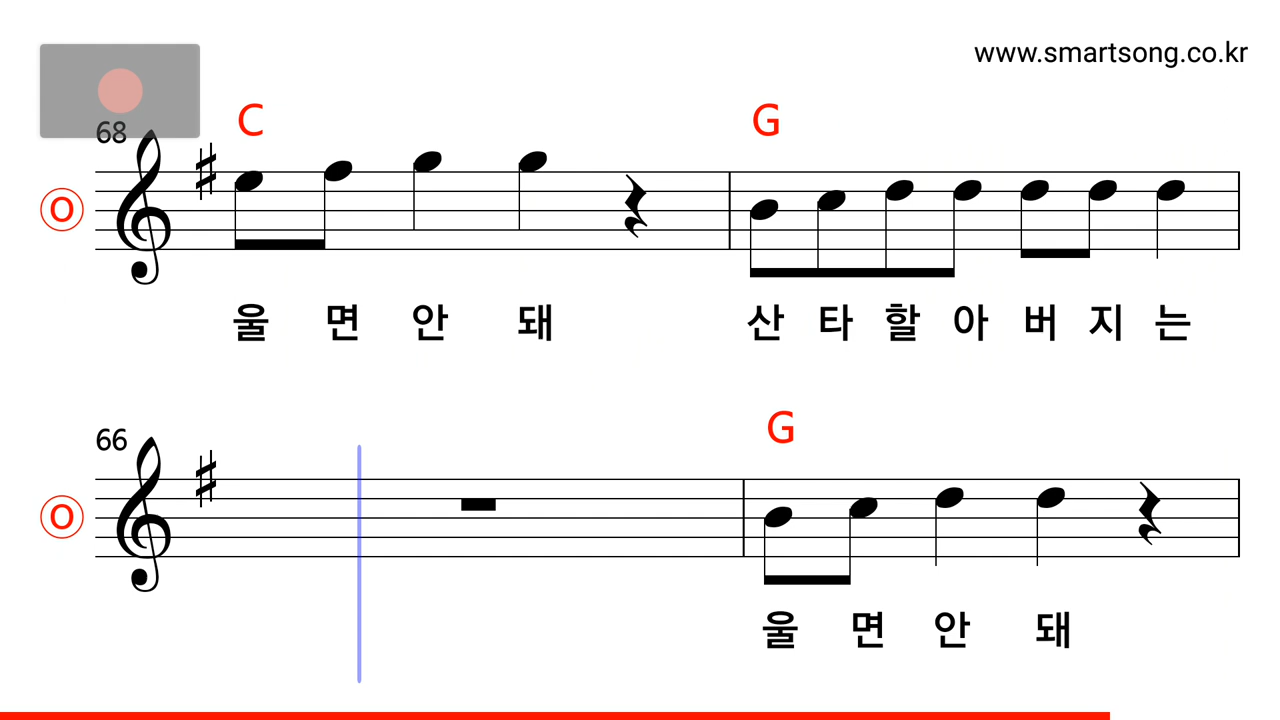 www.smartsong.co.kr
68
C G
O
울 면 안 돼 산 타 할 아 버 지 는
66
G
O
울 면 안 돼